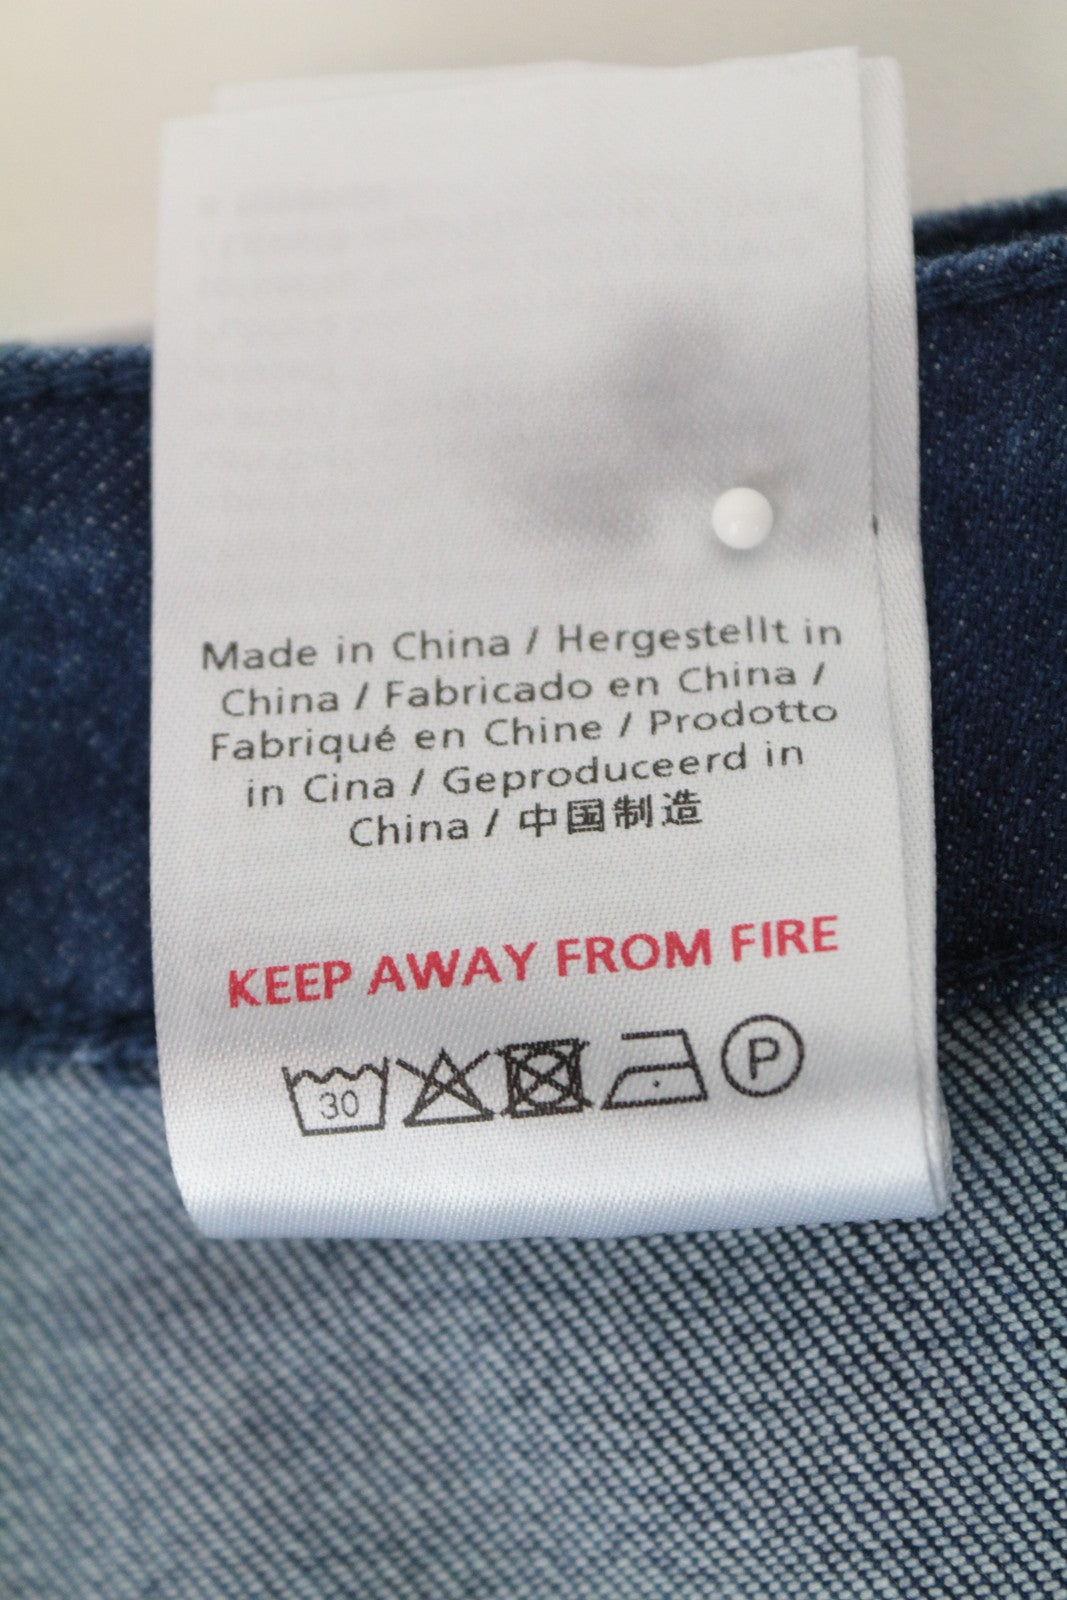 Made in China / Hergestellt in
China / Fabricado en China /
Fabriqué en Chine / Prodotto
in Cina / Geproduceerd in
China / 中国制造
KEEP AWAY FROM FIRE
30 P